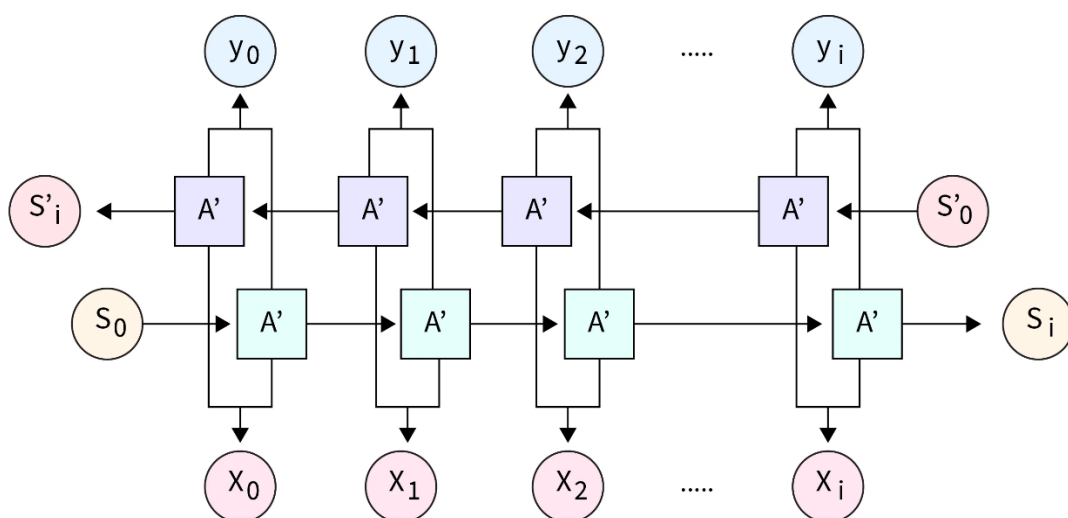 y0 y1 y2 ..... yi
S'i A’ A’ A’ A’ S'0
S0 A’ A’ A’ A’ Si
X0 X1 X2 ..... Xi